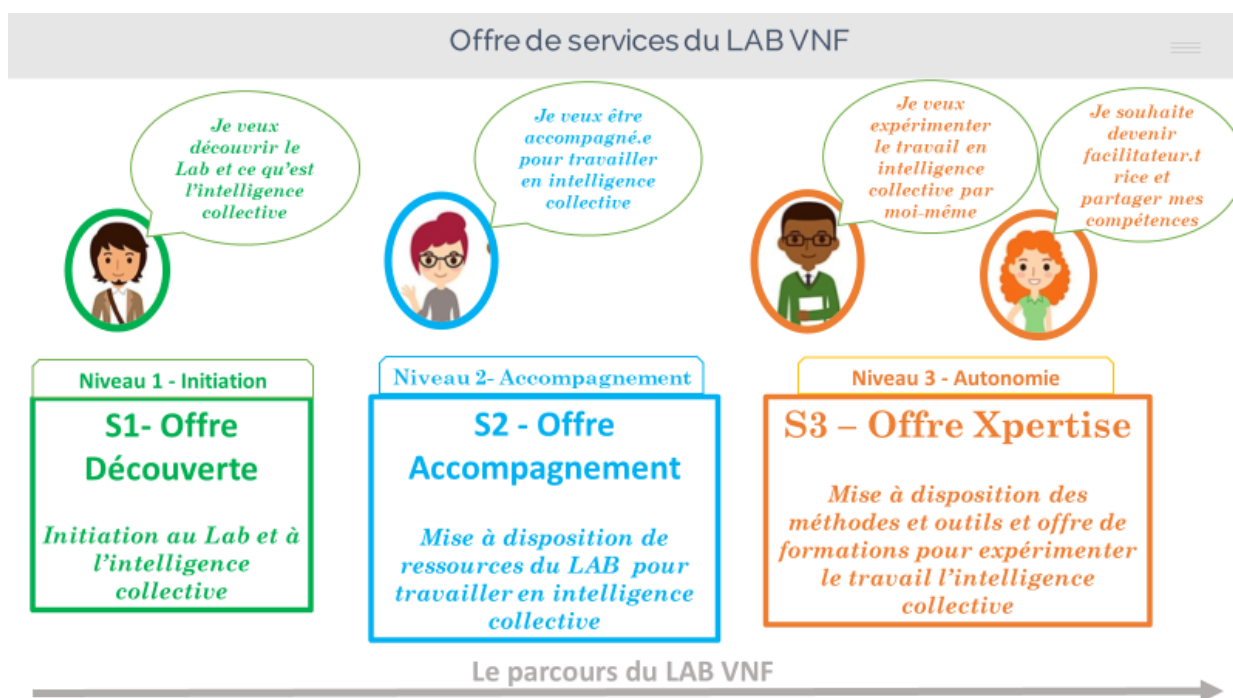 Offre de services du LAB VNF
Je veux
découvrir le
Lab et ce qu'est
l'intelligence
collective
Je veux être
accompagné.e
pour travailler
en intelligence
collective
Je veux
expérimenter
le travail en
intelligence
collective par
moi-même
Je souhaite
devenir
facilitateur.t
rice et
partager mes
compétences
Niveau 1 - Initiation
S1- Offre
Découverte
Initiation au Lab et à
l'intelligence
collective
Niveau 2- Accompagnement
S2 - Offre
Accompagnement
Mise à disposition de
ressources du LAB pour
travailler en intelligence
collective
Niveau 3 - Autonomie
S3 – Offre Xpertise
Mise à disposition des
méthodes et outils et offre de
formations pour expérimenter
le travail l'intelligence
collective
Le parcours du LAB VNF